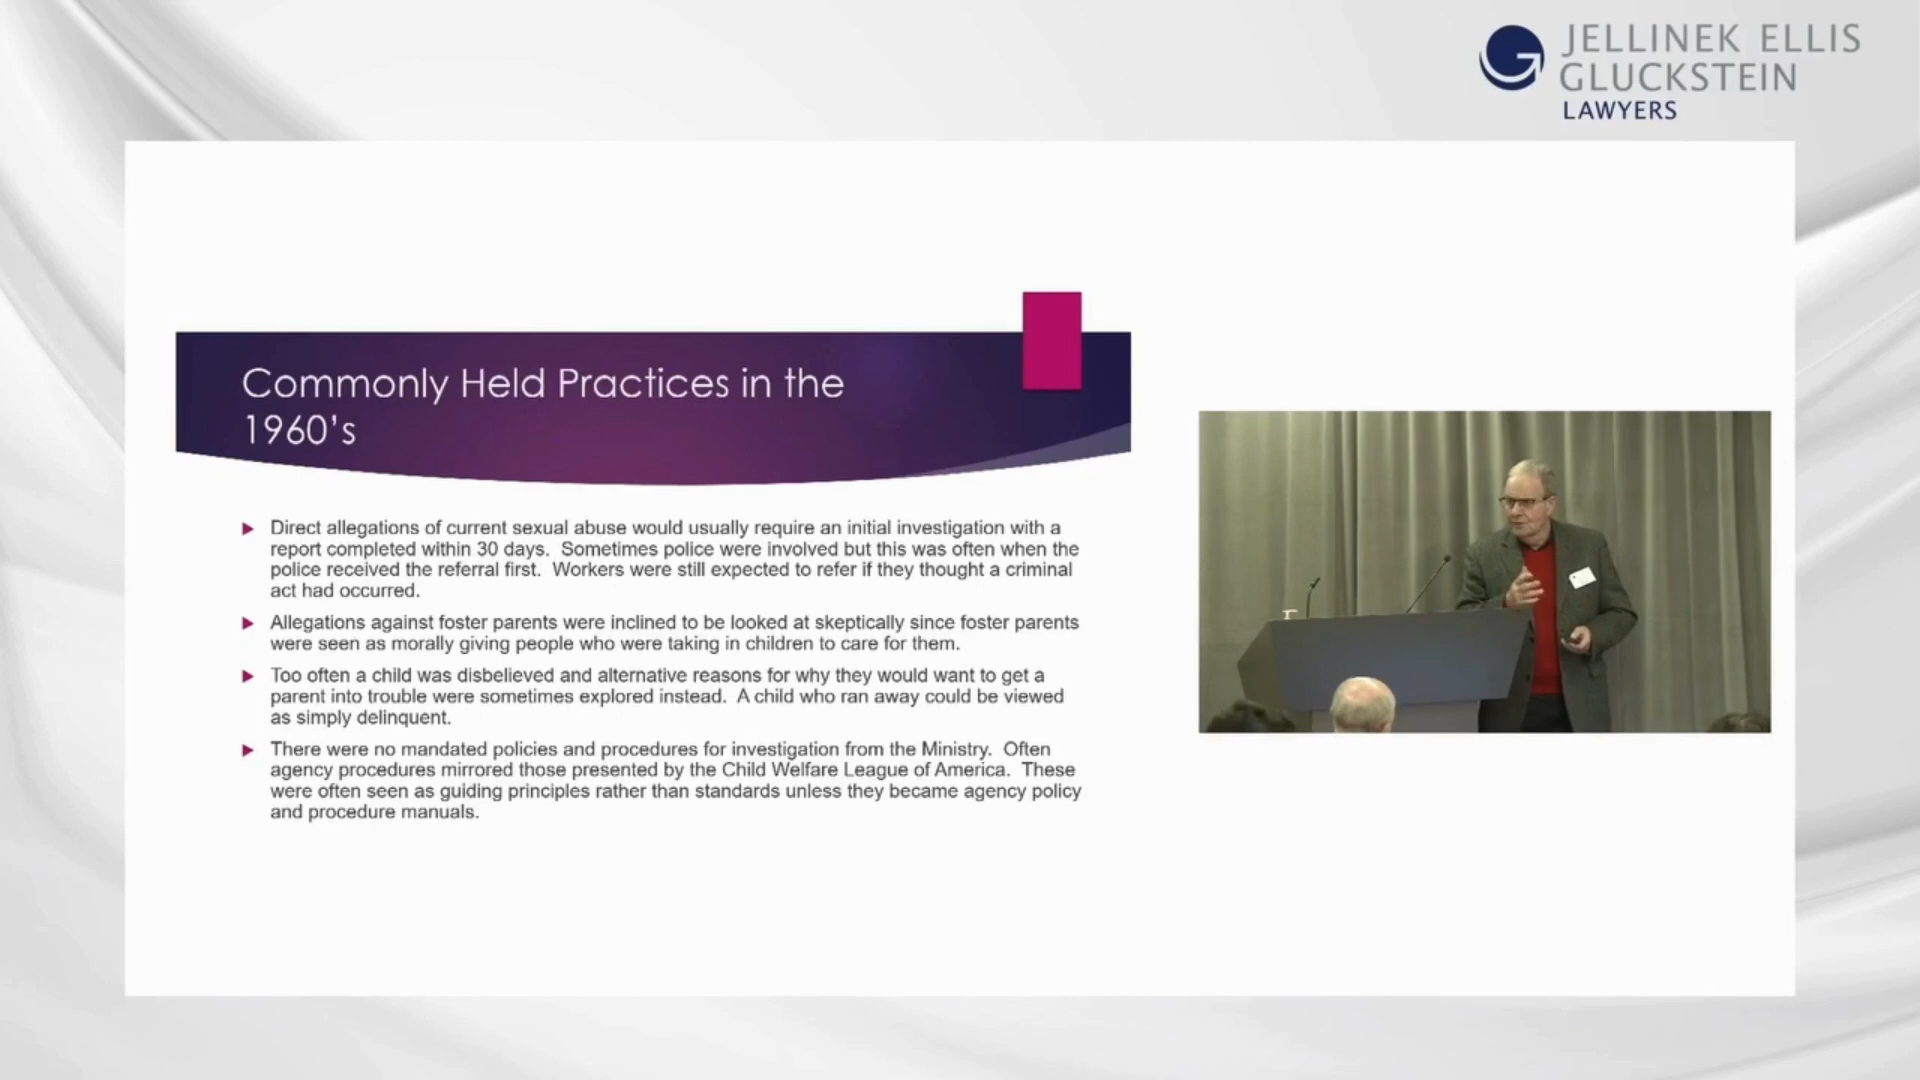 JELLINEK ELLIS
GLUCKSTEIN
LAWYERS
Commonly Held Practices in the
1960's
Direct allegations of current sexual abuse would usually require an initial investigation with a
report completed within 30 days.  Sometimes police were involved but this was often when the
police received the referral first.  Workers were still expected to refer if they thought a criminal
act had occurred.
Allegations against foster parents were inclined to be looked at skeptically since foster parents
were seen as morally giving people who were taking in children to care for them.
Too often a child was disbelieved and alternative reasons for why they would want to get a
parent into trouble were sometimes explored instead.  A child who ran away could be viewed
as simply delinquent.
There were no mandated policies and procedures for investigation from the Ministry.  Often
agency procedures mirrored those presented by the Child Welfare League of America.  These
were often seen as guiding principles rather than standards unless they became agency policy
and procedure manuals.